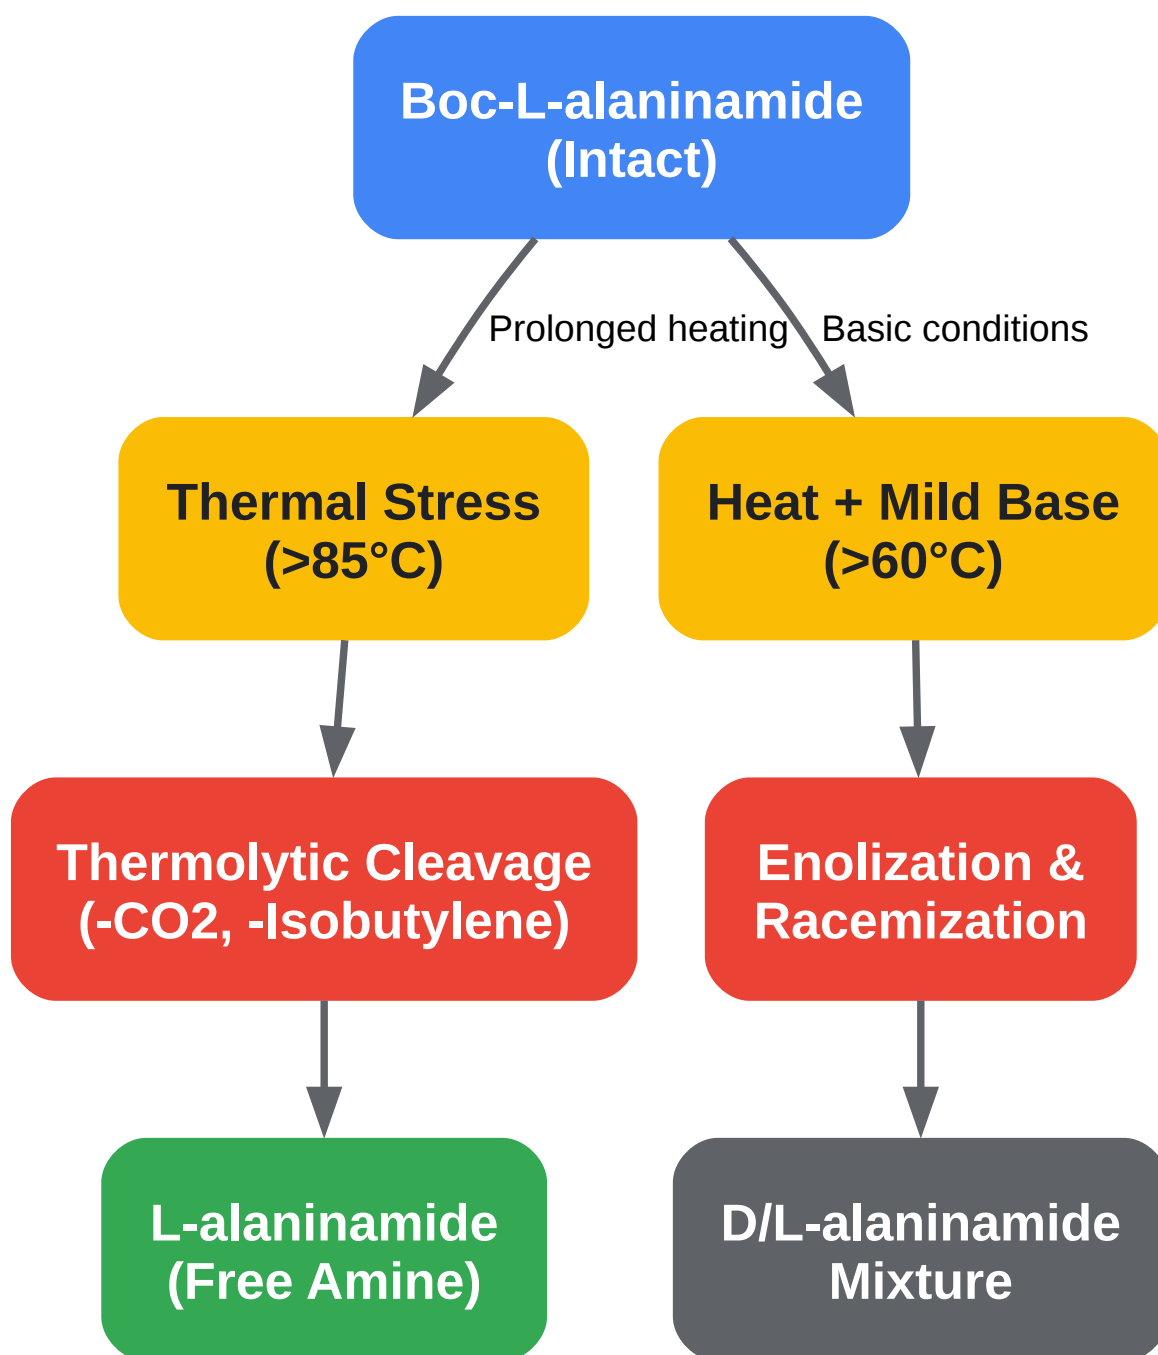 Boc-L-alaninamide
(Intact)
Prolonged heating
Basic conditions
Thermal Stress
(>85°C)
Heat + Mild Base
(>60°C)
Thermolytic Cleavage
(-CO2, -Isobutylene)
Enolization &
Racemization
L-alaninamide
(Free Amine)
D/L-alaninamide
Mixture